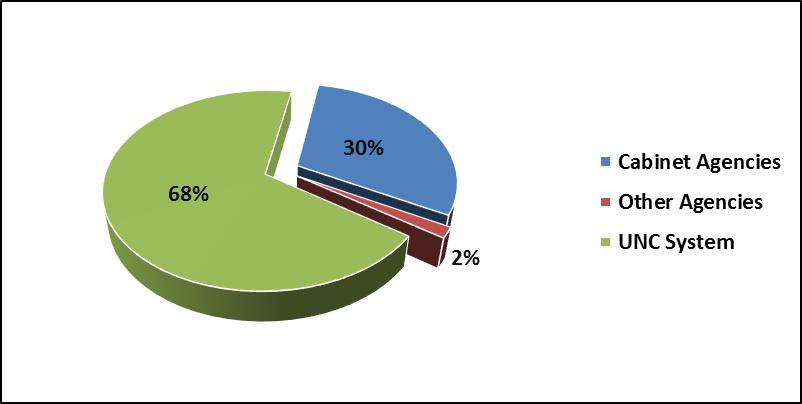 30%
68%
2%
Cabinet Agencies
Other Agencies
UNC System